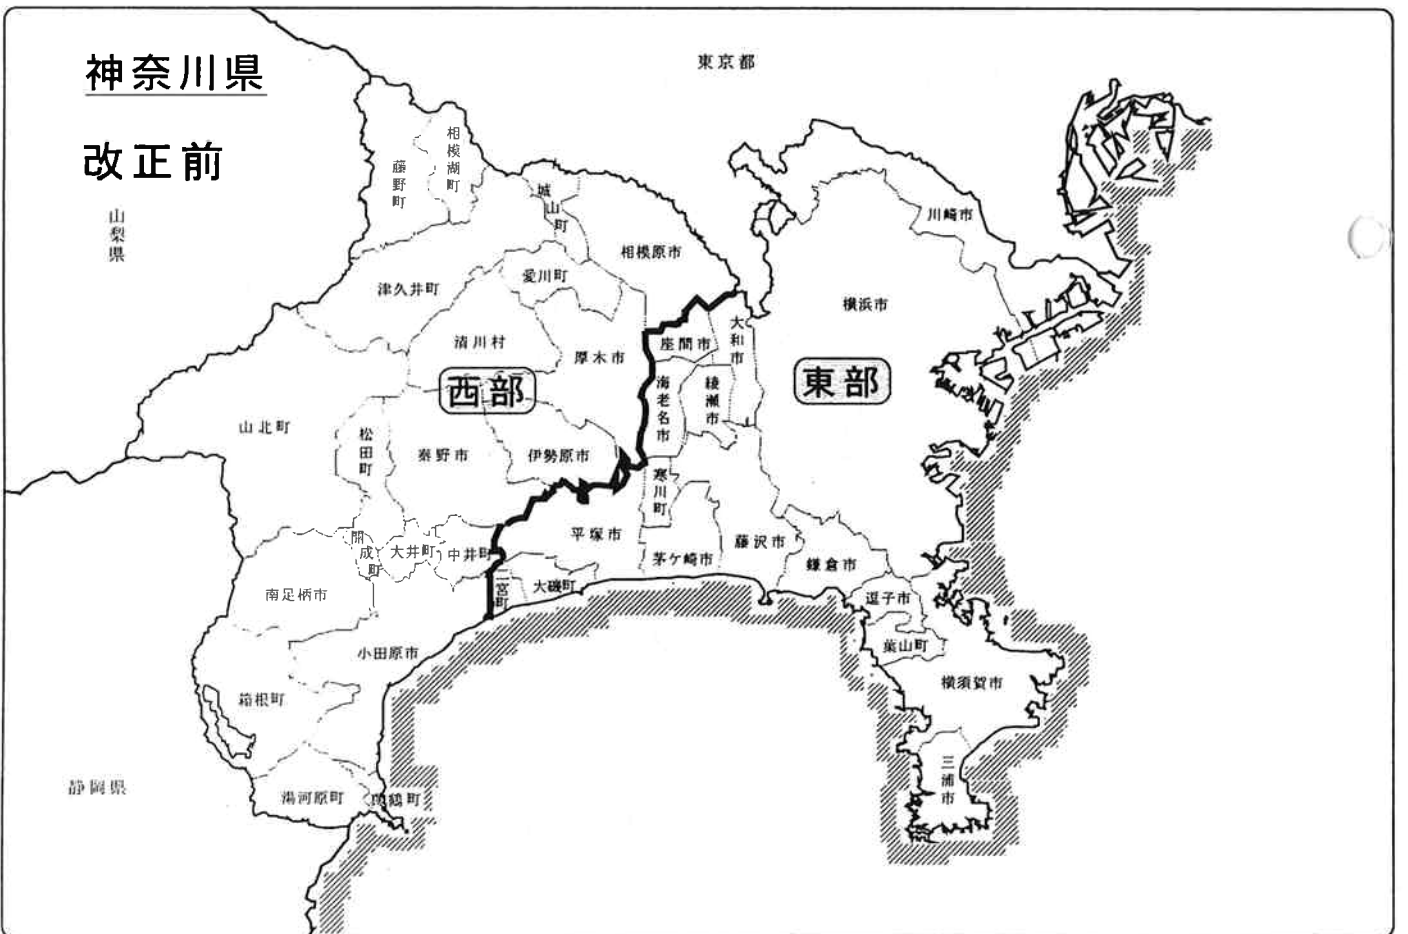 神奈川県
改正前
東京都
山梨県
静岡県
西部
東部
相模湖町
藤野町
城山町
相模原市
津久井町
愛川町
清川村
厚木市
山北町
松田町
秦野市
伊勢原市
開成町
大井町
中井町
南足柄市
小田原市
箱根町
湯河原町
真鶴町
川崎市
横浜市
座間市
大和市
海老名市
綾瀬市
寒川町
平塚市
茅ケ崎市
藤沢市
鎌倉市
二宮町
大磯町
逗子市
葉山町
横須賀市
三浦市